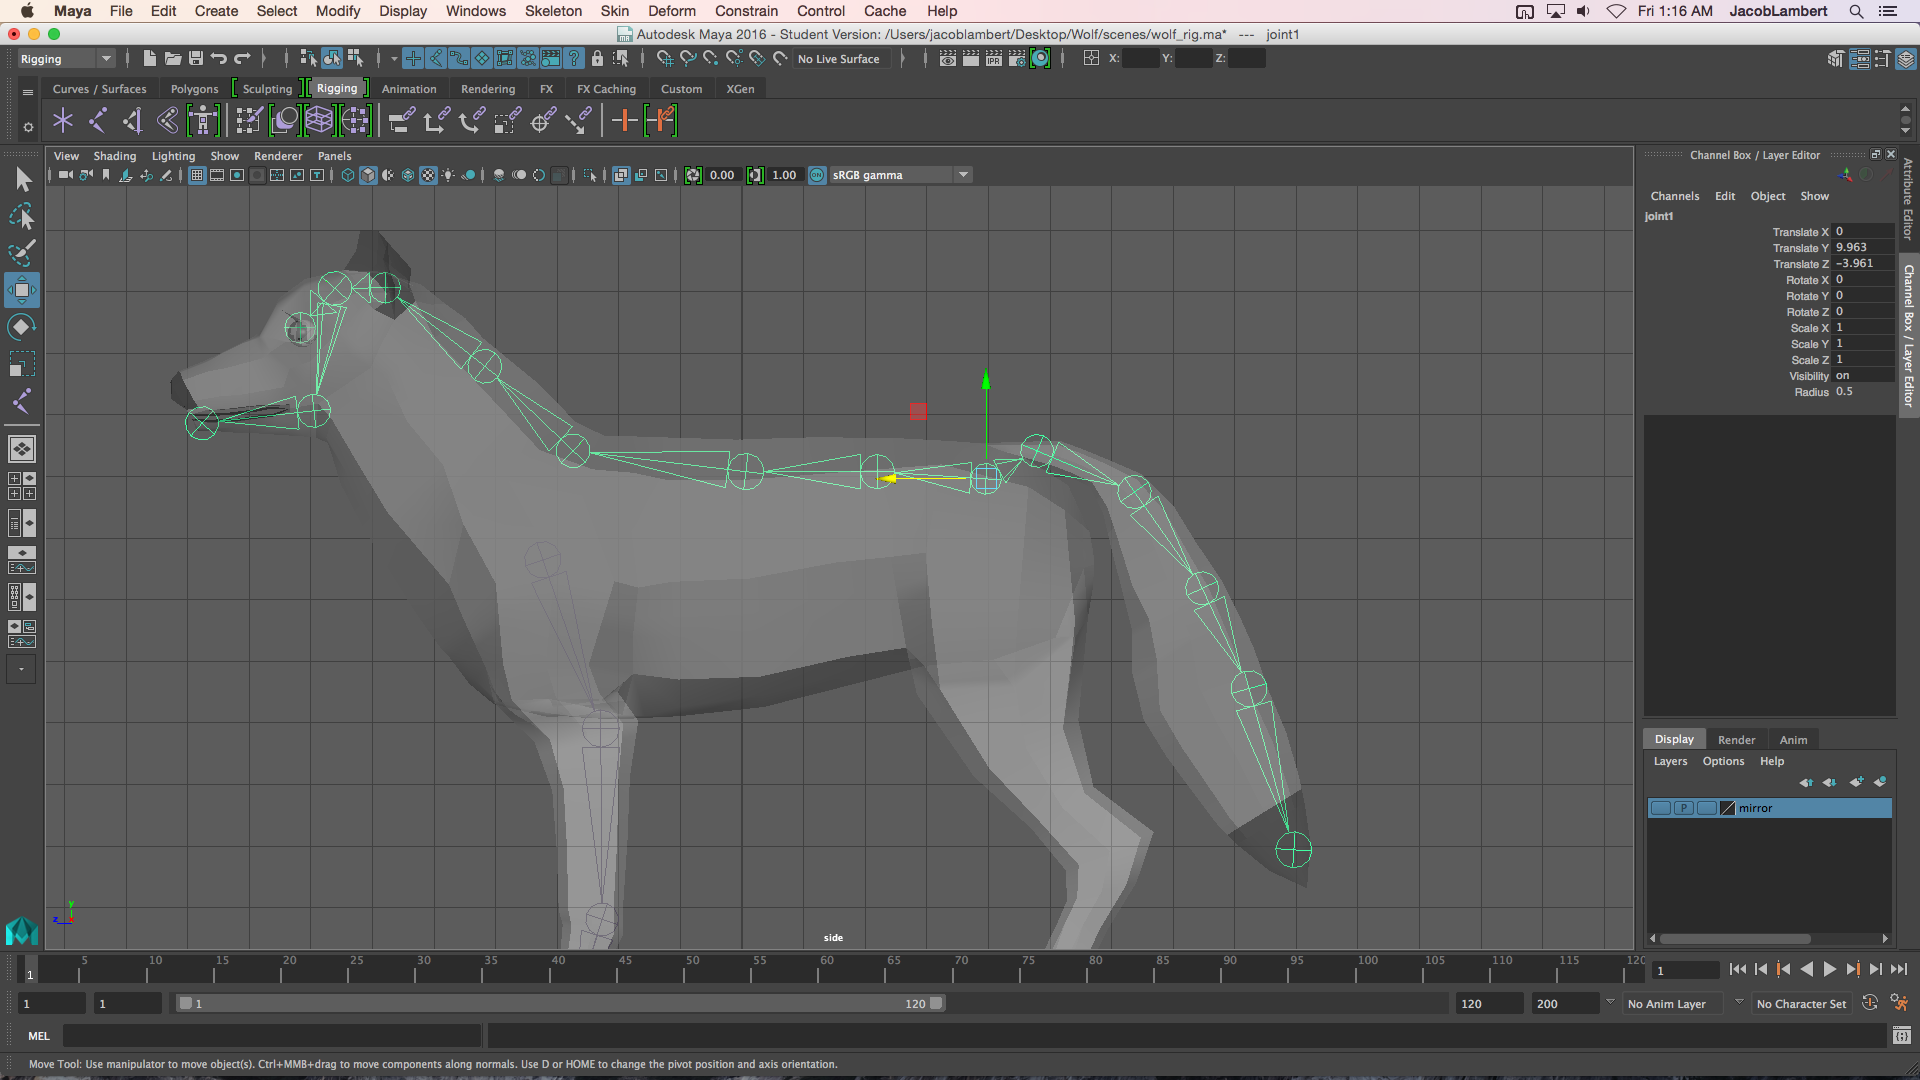 Maya File Edit Create Select Modify Display Windows Skeleton Skin Deform Constrain Control Cache Help Fri 1:16 AM JacobLambert
Autodesk Maya 2016 - Student Version: /Users/jacoblambert/Desktop/Wolf/scenes/wolf_rig.ma* --- joint1
Rigging No Live Surface IPR X: Y: Z:
Curves / Surfaces Polygons Sculpting Rigging Animation Rendering FX FX Caching Custom XGen
View Shading Lighting Show Renderer Panels
0.00 1.00 ON sRGB gamma
Channel Box / Layer Editor
Channels Edit Object Show
joint1
Translate X 0
Translate Y 9.963
Translate Z -3.961
Rotate X 0
Rotate Y 0
Rotate Z 0
Scale X 1
Scale Y 1
Scale Z 1
Visibility on
Radius 0.5
Attribute Editor
Channel Box / Layer Editor
Display Render Anim
Layers Options Help
P mirror
y
z
side
5 10 15 20 25 30 35 40 45 50 55 60 65 70 75 80 85 90 95 100 105 110 115 120
1 1
1 1 1 120 120 200 No Anim Layer No Character Set
MEL
Move Tool: Use manipulator to move object(s). Ctrl+MMB+drag to move components along normals. Use D or HOME to change the pivot position and axis orientation.